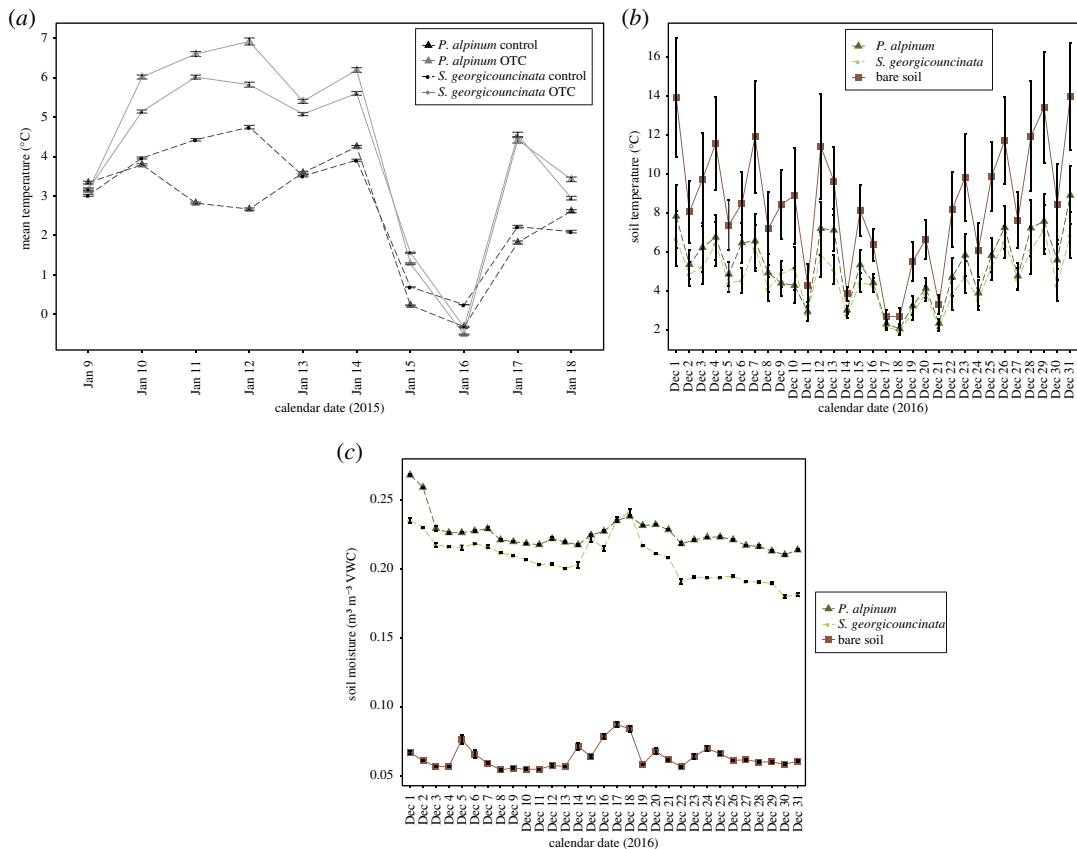 (a)
7
6
5
4
3
2
1
0
mean temperature (°C)
P. alpinum control
P. alpinum OTC
S. georgicouncinata control
S. georgicouncinata OTC
Jan 9
Jan 10
Jan 11
Jan 12
Jan 13
Jan 14
Jan 15
Jan 16
Jan 17
Jan 18
calendar date (2015)
(b)
16
14
12
10
8
6
4
2
soil temperature (°C)
P. alpinum
S. georgicouncinata
bare soil
Dec 1
Dec 2
Dec 3
Dec 4
Dec 5
Dec 6
Dec 7
Dec 8
Dec 9
Dec 10
Dec 11
Dec 12
Dec 13
Dec 14
Dec 15
Dec 16
Dec 17
Dec 18
Dec 19
Dec 20
Dec 21
Dec 22
Dec 23
Dec 24
Dec 25
Dec 26
Dec 27
Dec 28
Dec 29
Dec 30
Dec 31
calendar date (2016)
(c)
0.25
0.20
0.15
0.10
0.05
soil moisture (m³ m⁻³ VWC)
P. alpinum
S. georgicouncinata
bare soil
Dec 1
Dec 2
Dec 3
Dec 4
Dec 5
Dec 6
Dec 7
Dec 8
Dec 9
Dec 10
Dec 11
Dec 12
Dec 13
Dec 14
Dec 15
Dec 16
Dec 17
Dec 18
Dec 19
Dec 20
Dec 21
Dec 22
Dec 23
Dec 24
Dec 25
Dec 26
Dec 27
Dec 28
Dec 29
Dec 30
Dec 31
calendar date (2016)